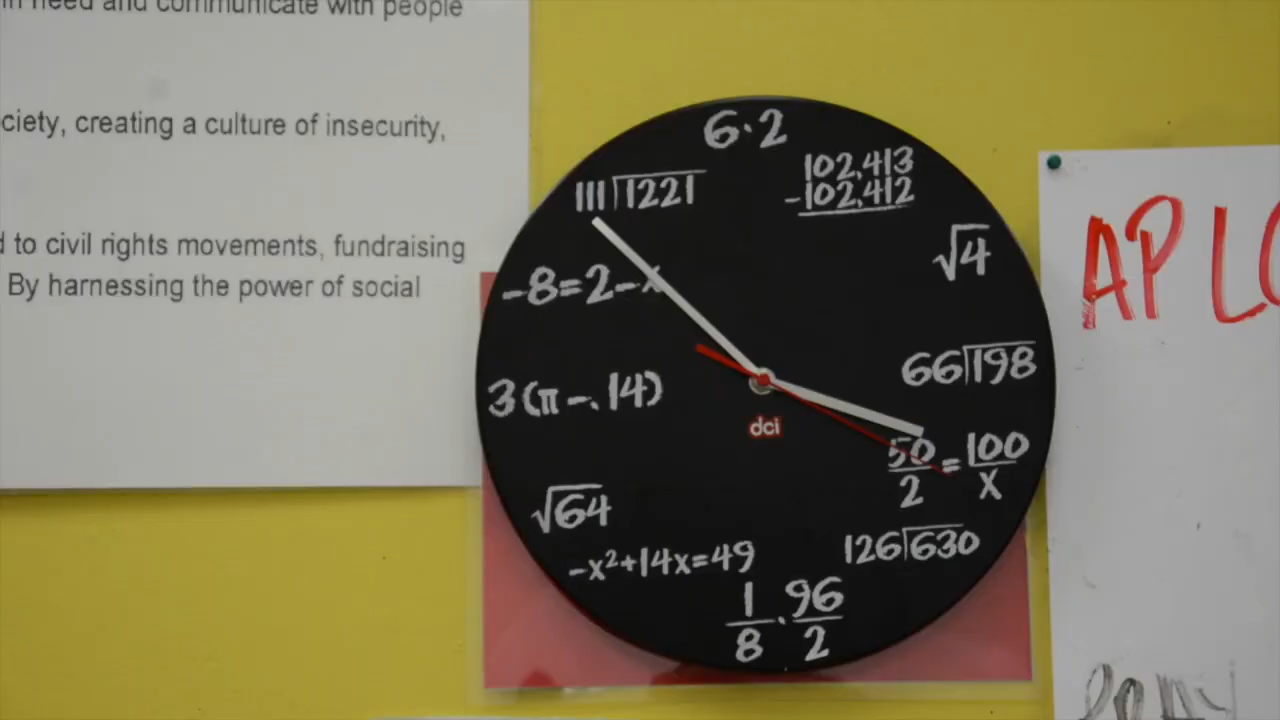 in need and communicate with people
ciety, creating a culture of insecurity,
d to civil rights movements, fundraising
By harnessing the power of social
6·2
102,413
-102,412
√4
66⟌198
50/2 = 100/x
126⟌630
1/8 · 96/2
-x²+14x=49
√64
3(π-.14)
-8=2-x
111⟌1221
dci
AP